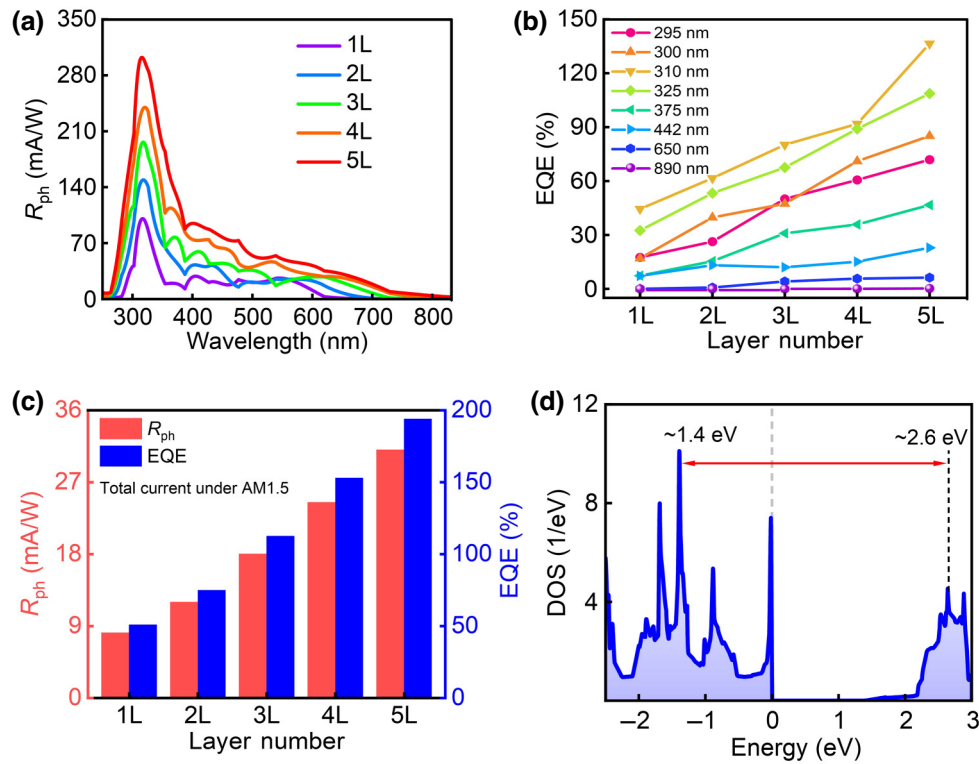 (a)
R_ph (mA/W)
350
280
210
140
70
0
300 400 500 600 700 800
Wavelength (nm)
1L
2L
3L
4L
5L
(b)
EQE (%)
150
120
90
60
30
0
295 nm
300 nm
310 nm
325 nm
375 nm
442 nm
650 nm
890 nm
1L 2L 3L 4L 5L
Layer number
(c)
R_ph (mA/W)
36
27
18
9
0
R_ph
EQE
Total current under AM1.5
200
150
100
50
0
EQE (%)
1L 2L 3L 4L 5L
Layer number
(d)
DOS (1/eV)
12
8
4
~1.4 eV
~2.6 eV
–2 –1 0 1 2 3
Energy (eV)